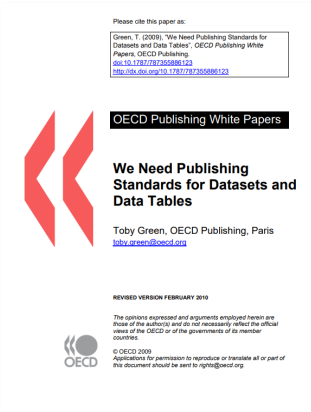 Please cite this paper as:
Green, T. (2009), "We Need Publishing Standards for
Datasets and Data Tables", OECD Publishing White
Papers, OECD Publishing.
doi:10.1787/787355886123
http://dx.doi.org/10.1787/787355886123
OECD Publishing White Papers
We Need Publishing
Standards for Datasets and
Data Tables
Toby Green, OECD Publishing, Paris
toby.green@oecd.org
REVISED VERSION FEBRUARY 2010
The opinions expressed and arguments employed herein are
those of the author(s) and do not necessarily reflect the official
views of the OECD or of the governments of its member
countries.
© OECD 2009
Applications for permission to reproduce or translate all or part of
this document should be sent to rights@oecd.org.
OECD